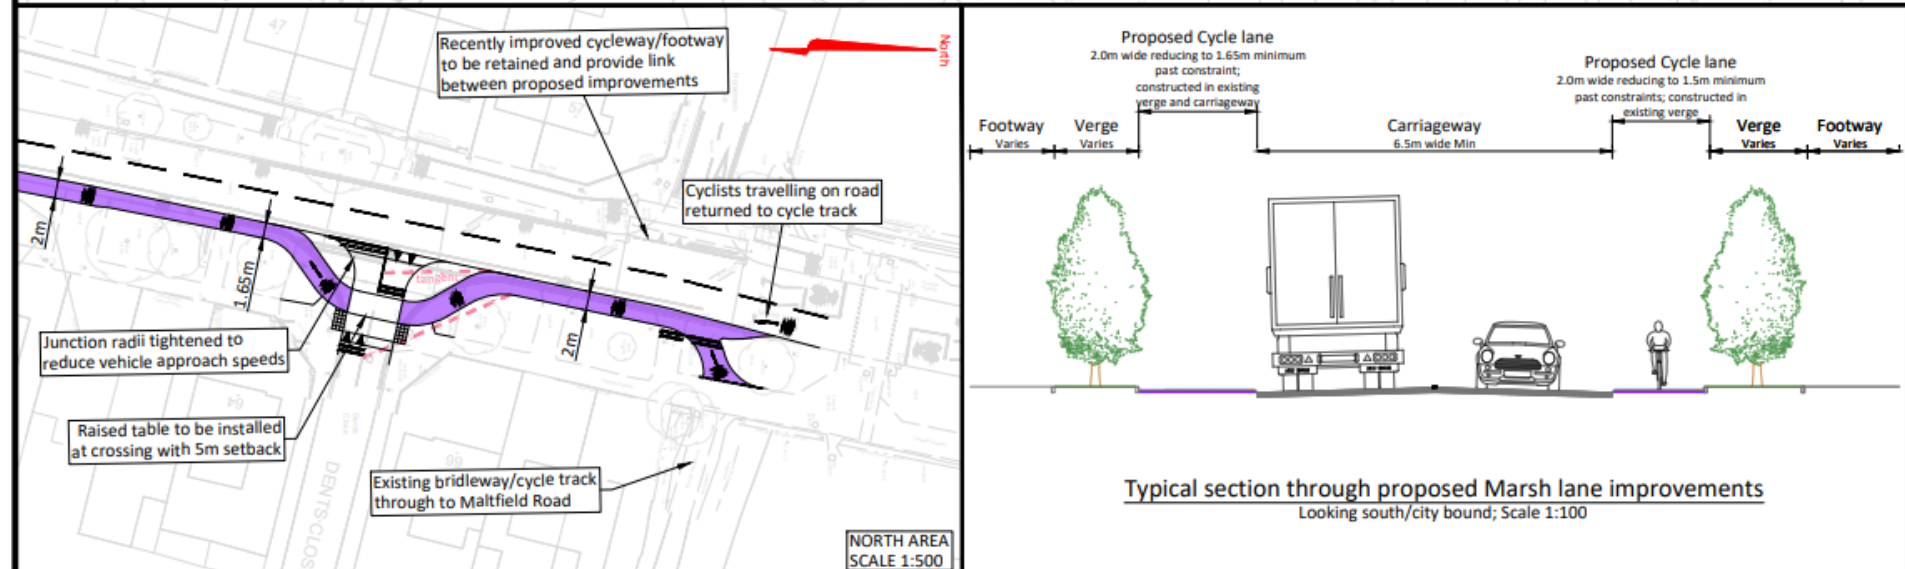 47
Recently improved cycleway/footway
to be retained and provide link
between proposed improvements
57
North
Cyclists travelling on road
returned to cycle track
2m
1.65m
tangent
2m
Junction radii tightened to
reduce vehicle approach speeds
Raised table to be installed
at crossing with 5m setback
64
DENTS CLOS
66
Existing bridleway/cycle track
through to Maltfield Road
NORTH AREA
SCALE 1:500
Proposed Cycle lane
2.0m wide reducing to 1.65m minimum
past constraint;
constructed in existing
verge and carriageway
Proposed Cycle lane
2.0m wide reducing to 1.5m minimum
past constraints; constructed in
existing verge
Footway
Varies
Verge
Varies
Carriageway
6.5m wide Min
Verge
Varies
Footway
Varies
Typical section through proposed Marsh lane improvements
Looking south/city bound; Scale 1:100